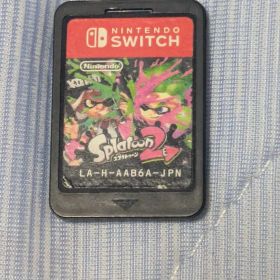 NINTENDO
SWITCH
Nintendo
Splatoon 2
スプラトゥーン
LA-H-AAB6A-JPN